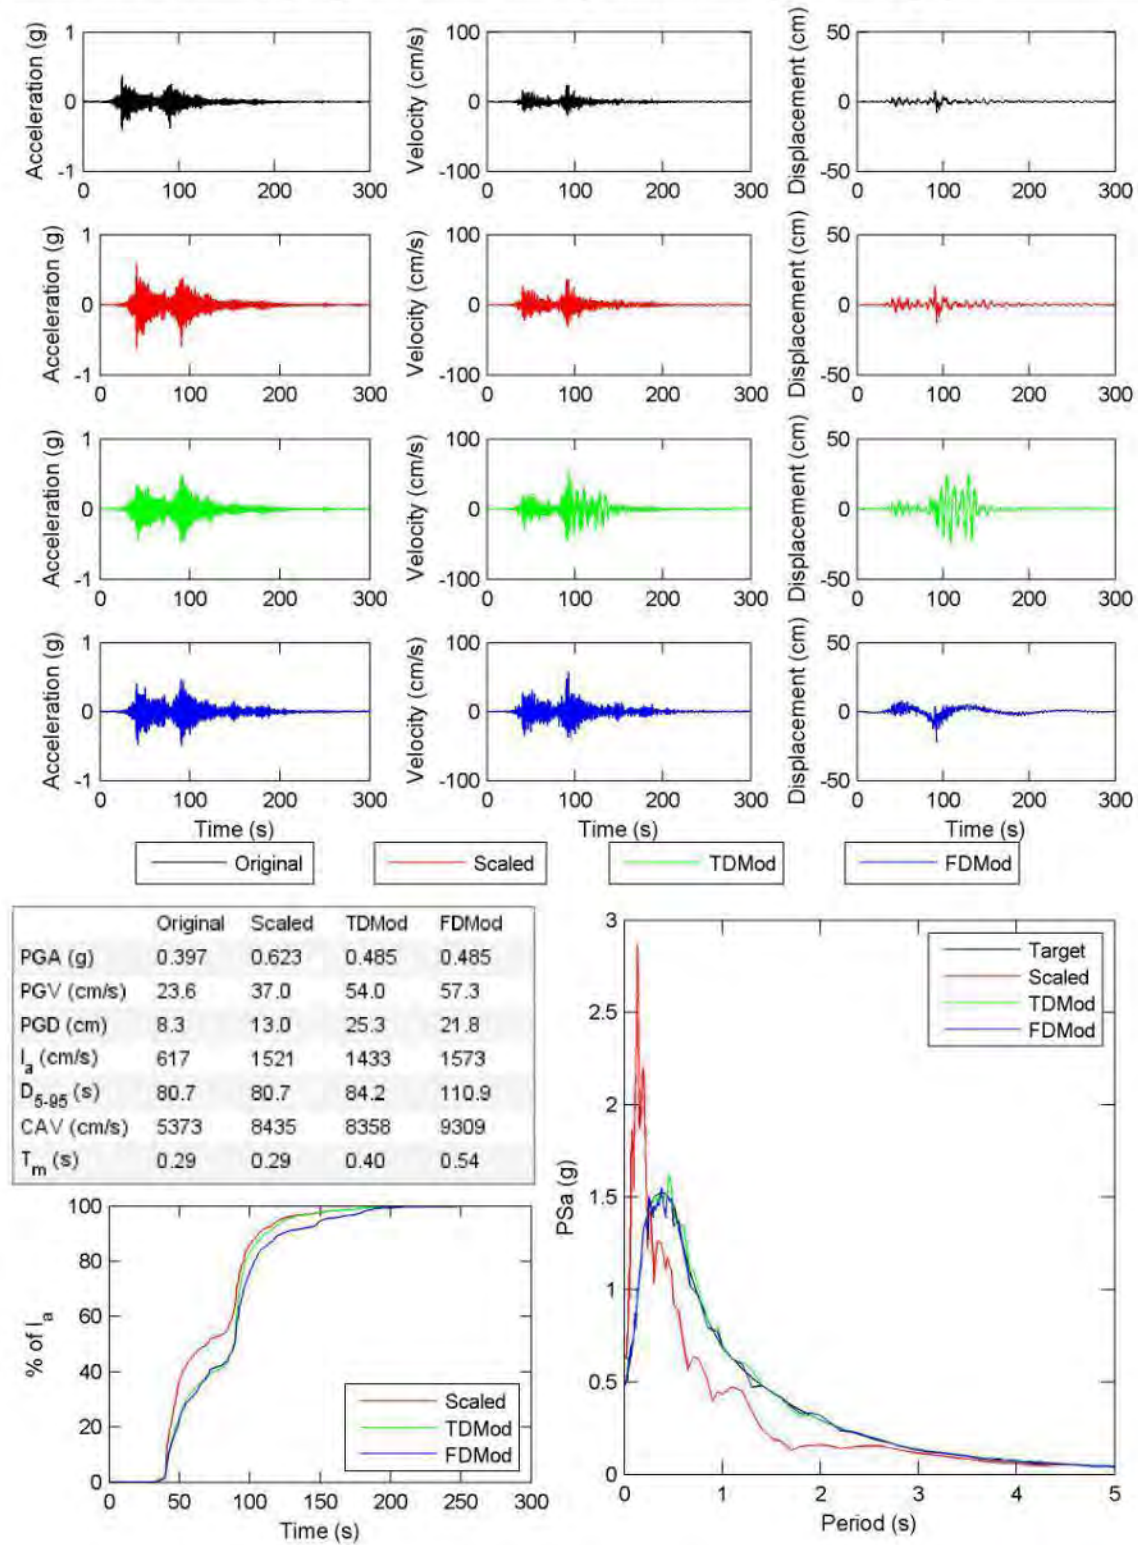 Acceleration (g)
1
0
-1
0 100 200 300
Velocity (cm/s)
100
0
-100
0 100 200 300
Displacement (cm)
50
0
-50
0 100 200 300
Acceleration (g)
1
0
-1
0 100 200 300
Velocity (cm/s)
100
0
-100
0 100 200 300
Displacement (cm)
50
0
-50
0 100 200 300
Acceleration (g)
1
0
-1
0 100 200 300
Velocity (cm/s)
100
0
-100
0 100 200 300
Displacement (cm)
50
0
-50
0 100 200 300
Acceleration (g)
1
0
-1
0 100 200 300
Time (s)
Velocity (cm/s)
100
0
-100
0 100 200 300
Time (s)
Displacement (cm)
50
0
-50
0 100 200 300
Time (s)
Original
Scaled
TDMod
FDMod
Original Scaled TDMod FDMod
PGA (g) 0.397 0.623 0.485 0.485
PGV (cm/s) 23.6 37.0 54.0 57.3
PGD (cm) 8.3 13.0 25.3 21.8
Ia (cm/s) 617 1521 1433 1573
D5-95 (s) 80.7 80.7 84.2 110.9
CAV (cm/s) 5373 8435 8358 9309
Tm (s) 0.29 0.29 0.40 0.54
% of Ia
100
80
60
40
20
0
0 50 100 150 200 250 300
Time (s)
Scaled
TDMod
FDMod
PSa (g)
3
2.5
2
1.5
1
0.5
0
0 1 2 3 4 5
Period (s)
Target
Scaled
TDMod
FDMod